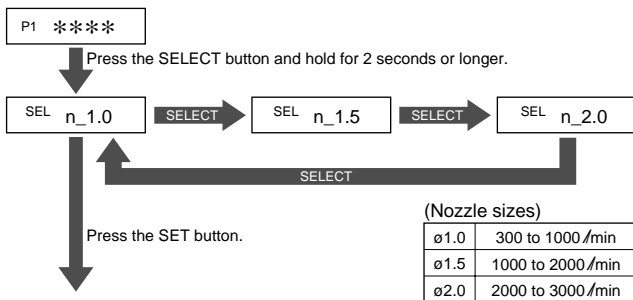 P1 ****
Press the SELECT button and hold for 2 seconds or longer.
SEL n_1.0 SELECT SEL n_1.5 SELECT SEL n_2.0
SELECT
(Nozzle sizes)
Press the SET button.
ø1.0 300 to 1000 ℓ/min
ø1.5 1000 to 2000 ℓ/min
ø2.0 2000 to 3000 ℓ/min